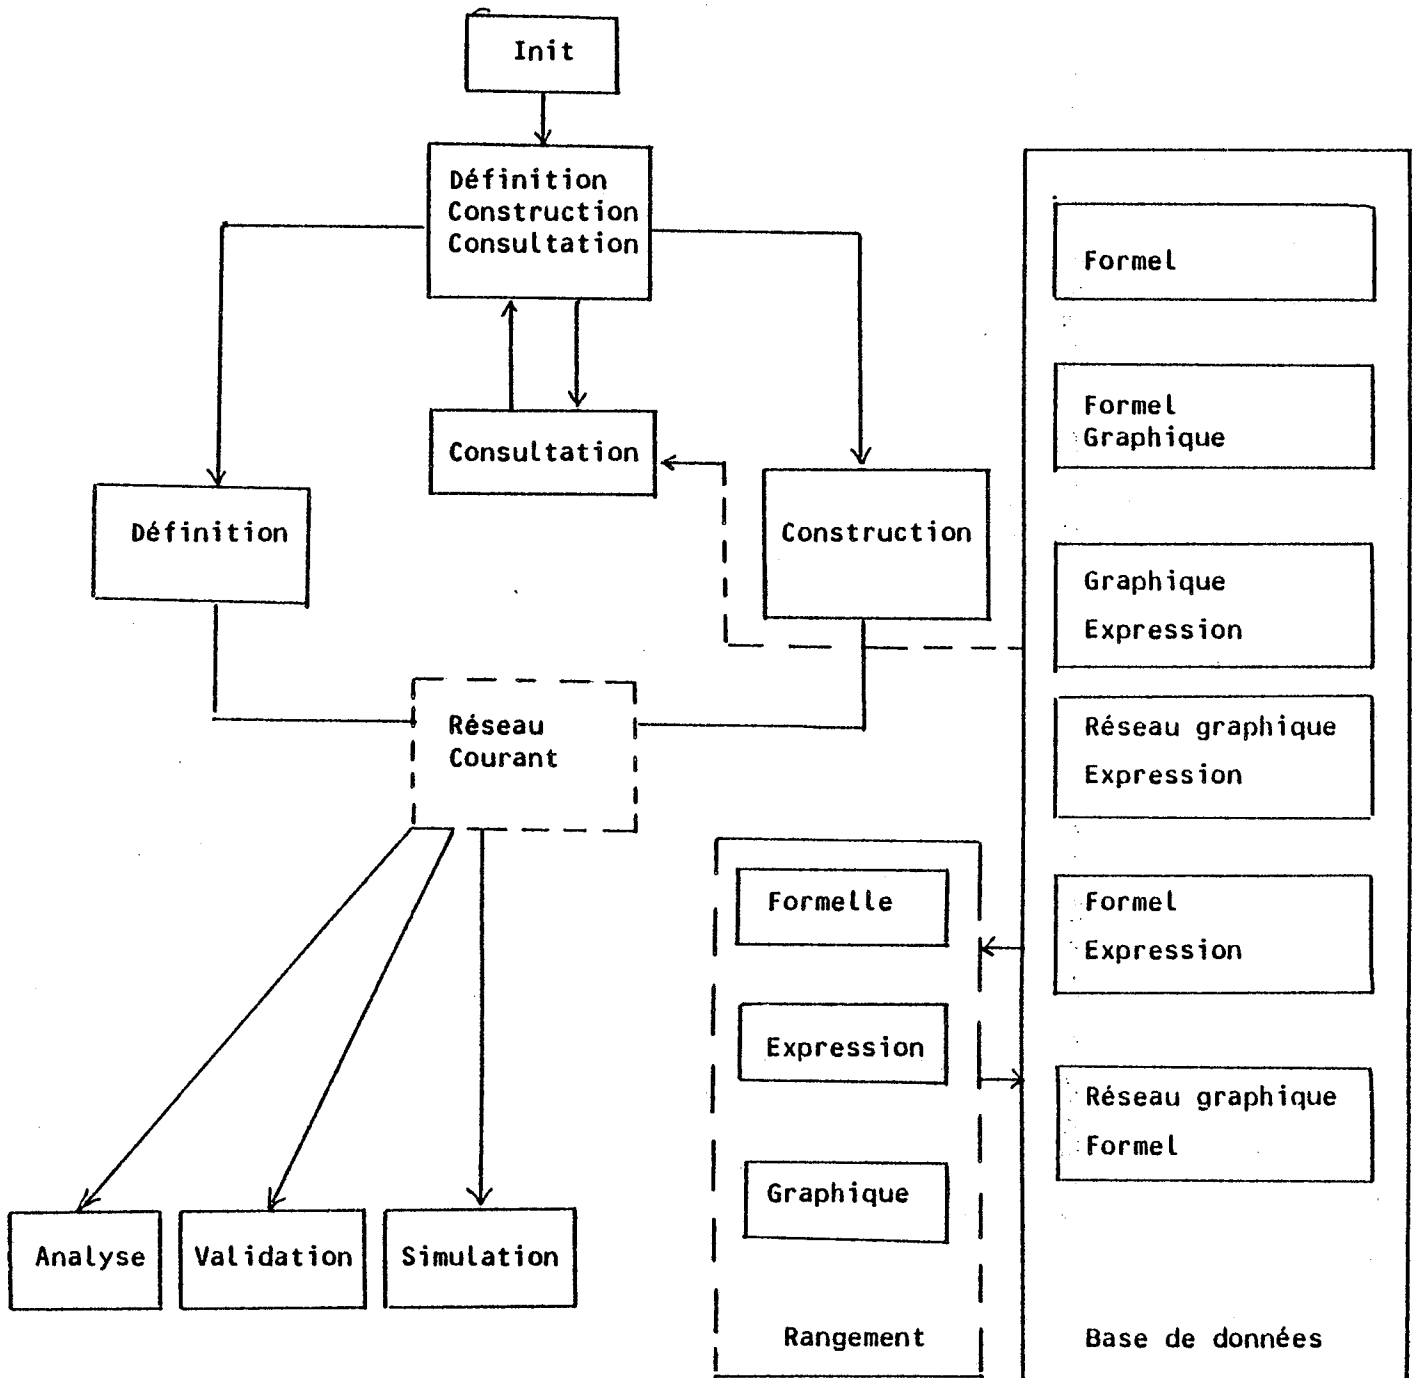 Init
Définition
Construction
Consultation
Consultation
Définition
Construction
Réseau
Courant
Analyse
Validation
Simulation
Formelle
Expression
Graphique
Rangement
Formel
Formel
Graphique
Graphique
Expression
Réseau graphique
Expression
Formel
Expression
Réseau graphique
Formel
Base de données